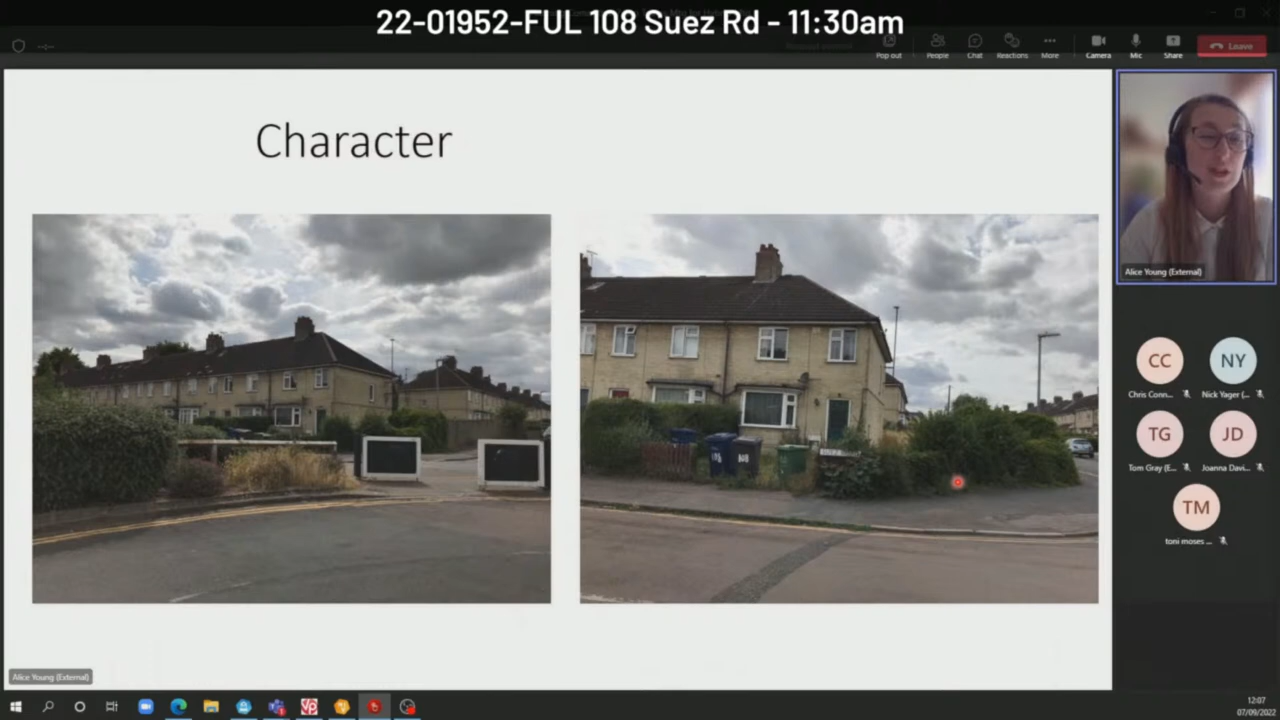 22-01952-FUL 108 Suez Rd - 11:30am
Pop out
People
Chat
Reactions
More
Camera
Mic
Share
Leave
Character
Alice Young (External)
CC
NY
Chris Conn...
Nick Yager (...
TG
JD
Tom Gray (E...
Joanna Davi...
TM
toni moses ...
Alice Young (External)
12:07
07/09/2022